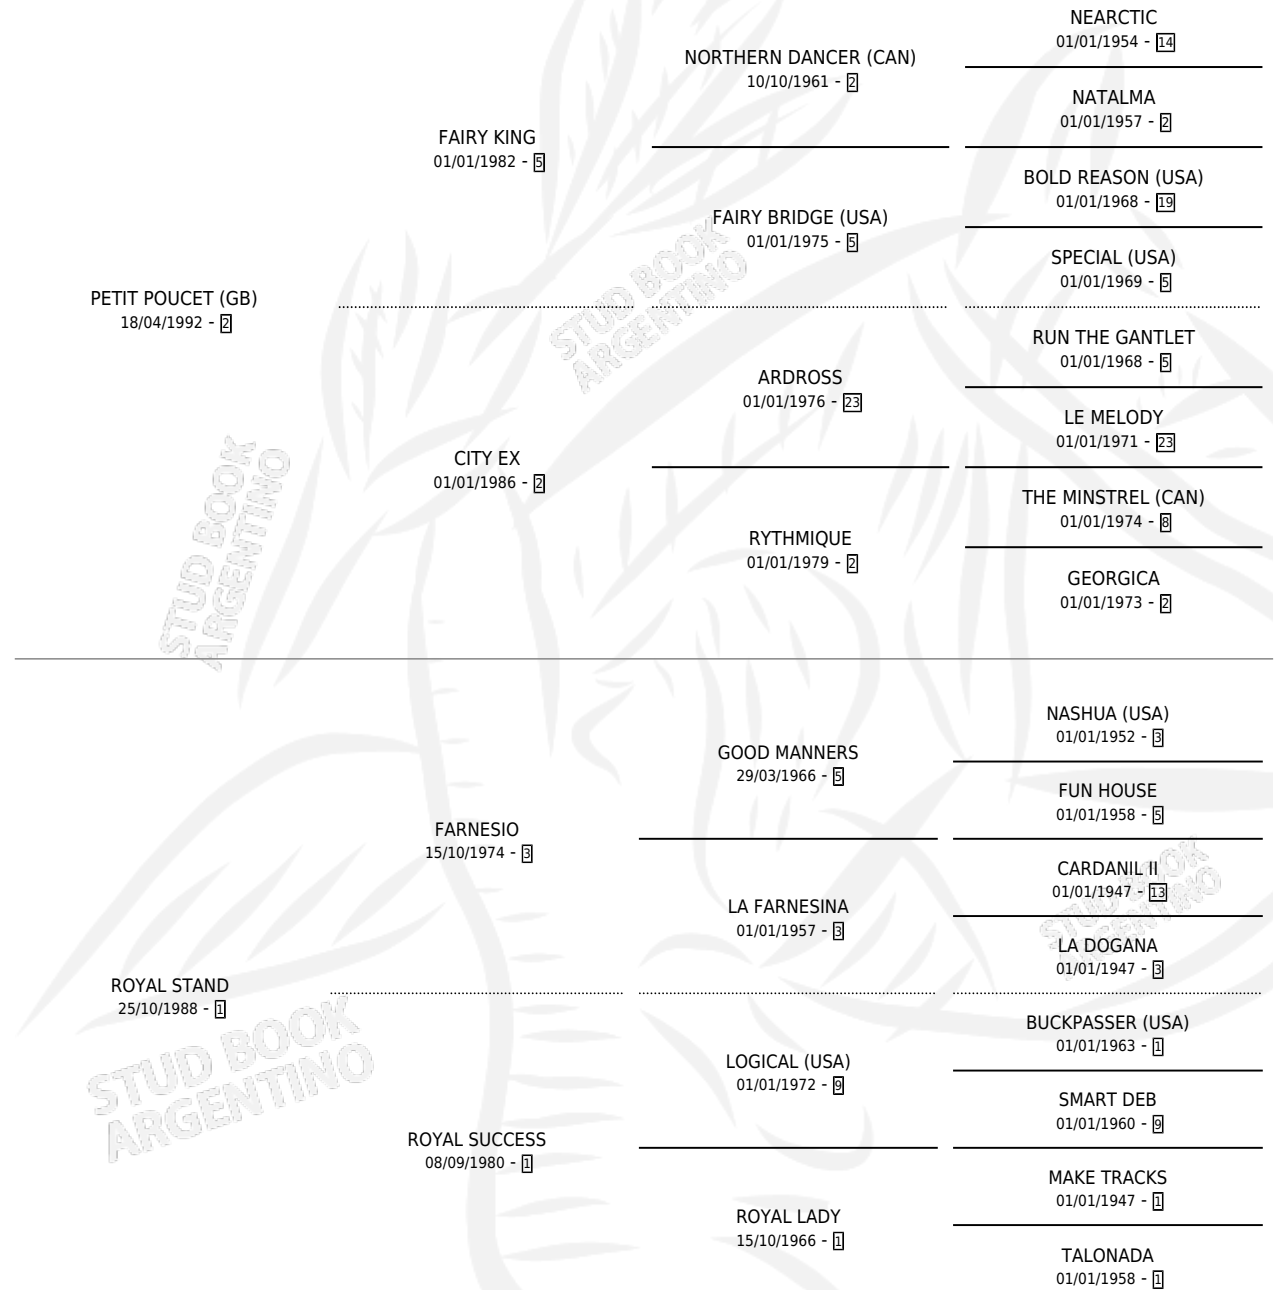 NEARCTIC
01/01/1954 - 14
NORTHERN DANCER (CAN)
10/10/1961 - 2
NATALMA
01/01/1957 - 2
FAIRY KING
01/01/1982 - 5
BOLD REASON (USA)
01/01/1968 - 19
FAIRY BRIDGE (USA)
01/01/1975 - 5
SPECIAL (USA)
01/01/1969 - 5
PETIT POUCET (GB)
18/04/1992 - 2
STUD BOOK
ARGENTINO
RUN THE GANTLET
01/01/1968 - 5
ARDROSS
01/01/1976 - 23
LE MELODY
01/01/1971 - 23
CITY EX
01/01/1986 - 2
THE MINSTREL (CAN)
01/01/1974 - 8
RYTHMIQUE
01/01/1979 - 2
GEORGICA
01/01/1973 - 2
STUD BOOK
ARGENTINO
NASHUA (USA)
01/01/1952 - 3
GOOD MANNERS
29/03/1966 - 5
FUN HOUSE
01/01/1958 - 5
FARNESIO
15/10/1974 - 3
CARDANIL II
01/01/1947 - 13
LA FARNESINA
01/01/1957 - 3
STUD BOOK
ARGENTINO
LA DOGANA
01/01/1947 - 3
ROYAL STAND
25/10/1988 - 1
BUCKPASSER (USA)
01/01/1963 - 1
LOGICAL (USA)
01/01/1972 - 9
STUD BOOK
ARGENTINO
SMART DEB
01/01/1960 - 9
ROYAL SUCCESS
08/09/1980 - 1
MAKE TRACKS
01/01/1947 - 1
ROYAL LADY
15/10/1966 - 1
TALONADA
01/01/1958 - 1